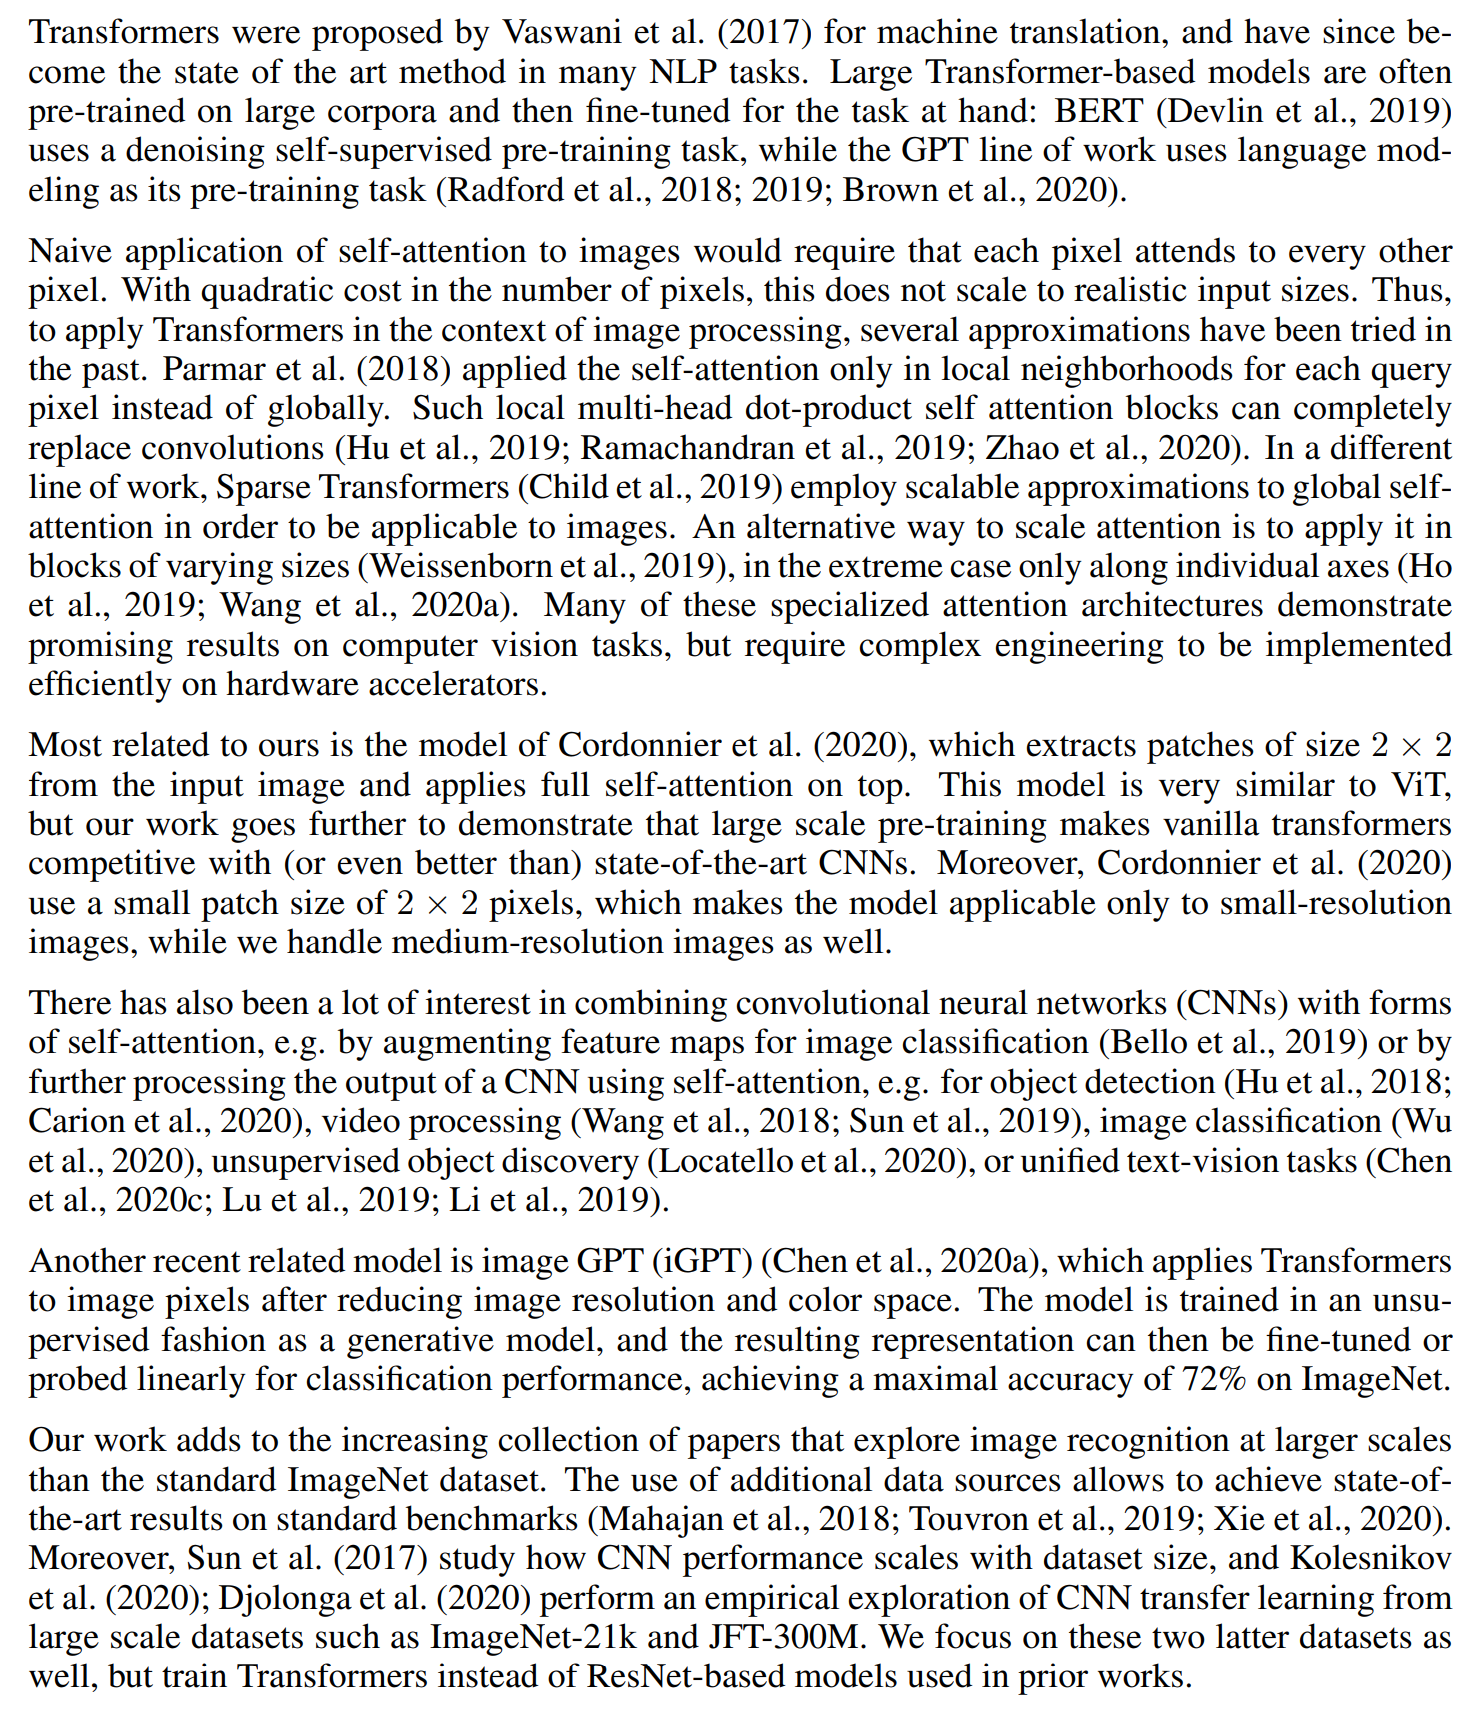 Transformers were proposed by Vaswani et al. (2017) for machine translation, and have since be-
come the state of the art method in many NLP tasks. Large Transformer-based models are often
pre-trained on large corpora and then fine-tuned for the task at hand: BERT (Devlin et al., 2019)
uses a denoising self-supervised pre-training task, while the GPT line of work uses language mod-
eling as its pre-training task (Radford et al., 2018; 2019; Brown et al., 2020).
Naive application of self-attention to images would require that each pixel attends to every other
pixel. With quadratic cost in the number of pixels, this does not scale to realistic input sizes. Thus,
to apply Transformers in the context of image processing, several approximations have been tried in
the past. Parmar et al. (2018) applied the self-attention only in local neighborhoods for each query
pixel instead of globally. Such local multi-head dot-product self attention blocks can completely
replace convolutions (Hu et al., 2019; Ramachandran et al., 2019; Zhao et al., 2020). In a different
line of work, Sparse Transformers (Child et al., 2019) employ scalable approximations to global self-
attention in order to be applicable to images. An alternative way to scale attention is to apply it in
blocks of varying sizes (Weissenborn et al., 2019), in the extreme case only along individual axes (Ho
et al., 2019; Wang et al., 2020a). Many of these specialized attention architectures demonstrate
promising results on computer vision tasks, but require complex engineering to be implemented
efficiently on hardware accelerators.
Most related to ours is the model of Cordonnier et al. (2020), which extracts patches of size 2 × 2
from the input image and applies full self-attention on top. This model is very similar to ViT,
but our work goes further to demonstrate that large scale pre-training makes vanilla transformers
competitive with (or even better than) state-of-the-art CNNs. Moreover, Cordonnier et al. (2020)
use a small patch size of 2 × 2 pixels, which makes the model applicable only to small-resolution
images, while we handle medium-resolution images as well.
There has also been a lot of interest in combining convolutional neural networks (CNNs) with forms
of self-attention, e.g. by augmenting feature maps for image classification (Bello et al., 2019) or by
further processing the output of a CNN using self-attention, e.g. for object detection (Hu et al., 2018;
Carion et al., 2020), video processing (Wang et al., 2018; Sun et al., 2019), image classification (Wu
et al., 2020), unsupervised object discovery (Locatello et al., 2020), or unified text-vision tasks (Chen
et al., 2020c; Lu et al., 2019; Li et al., 2019).
Another recent related model is image GPT (iGPT) (Chen et al., 2020a), which applies Transformers
to image pixels after reducing image resolution and color space. The model is trained in an unsu-
pervised fashion as a generative model, and the resulting representation can then be fine-tuned or
probed linearly for classification performance, achieving a maximal accuracy of 72% on ImageNet.
Our work adds to the increasing collection of papers that explore image recognition at larger scales
than the standard ImageNet dataset. The use of additional data sources allows to achieve state-of-
the-art results on standard benchmarks (Mahajan et al., 2018; Touvron et al., 2019; Xie et al., 2020).
Moreover, Sun et al. (2017) study how CNN performance scales with dataset size, and Kolesnikov
et al. (2020); Djolonga et al. (2020) perform an empirical exploration of CNN transfer learning from
large scale datasets such as ImageNet-21k and JFT-300M. We focus on these two latter datasets as
well, but train Transformers instead of ResNet-based models used in prior works.